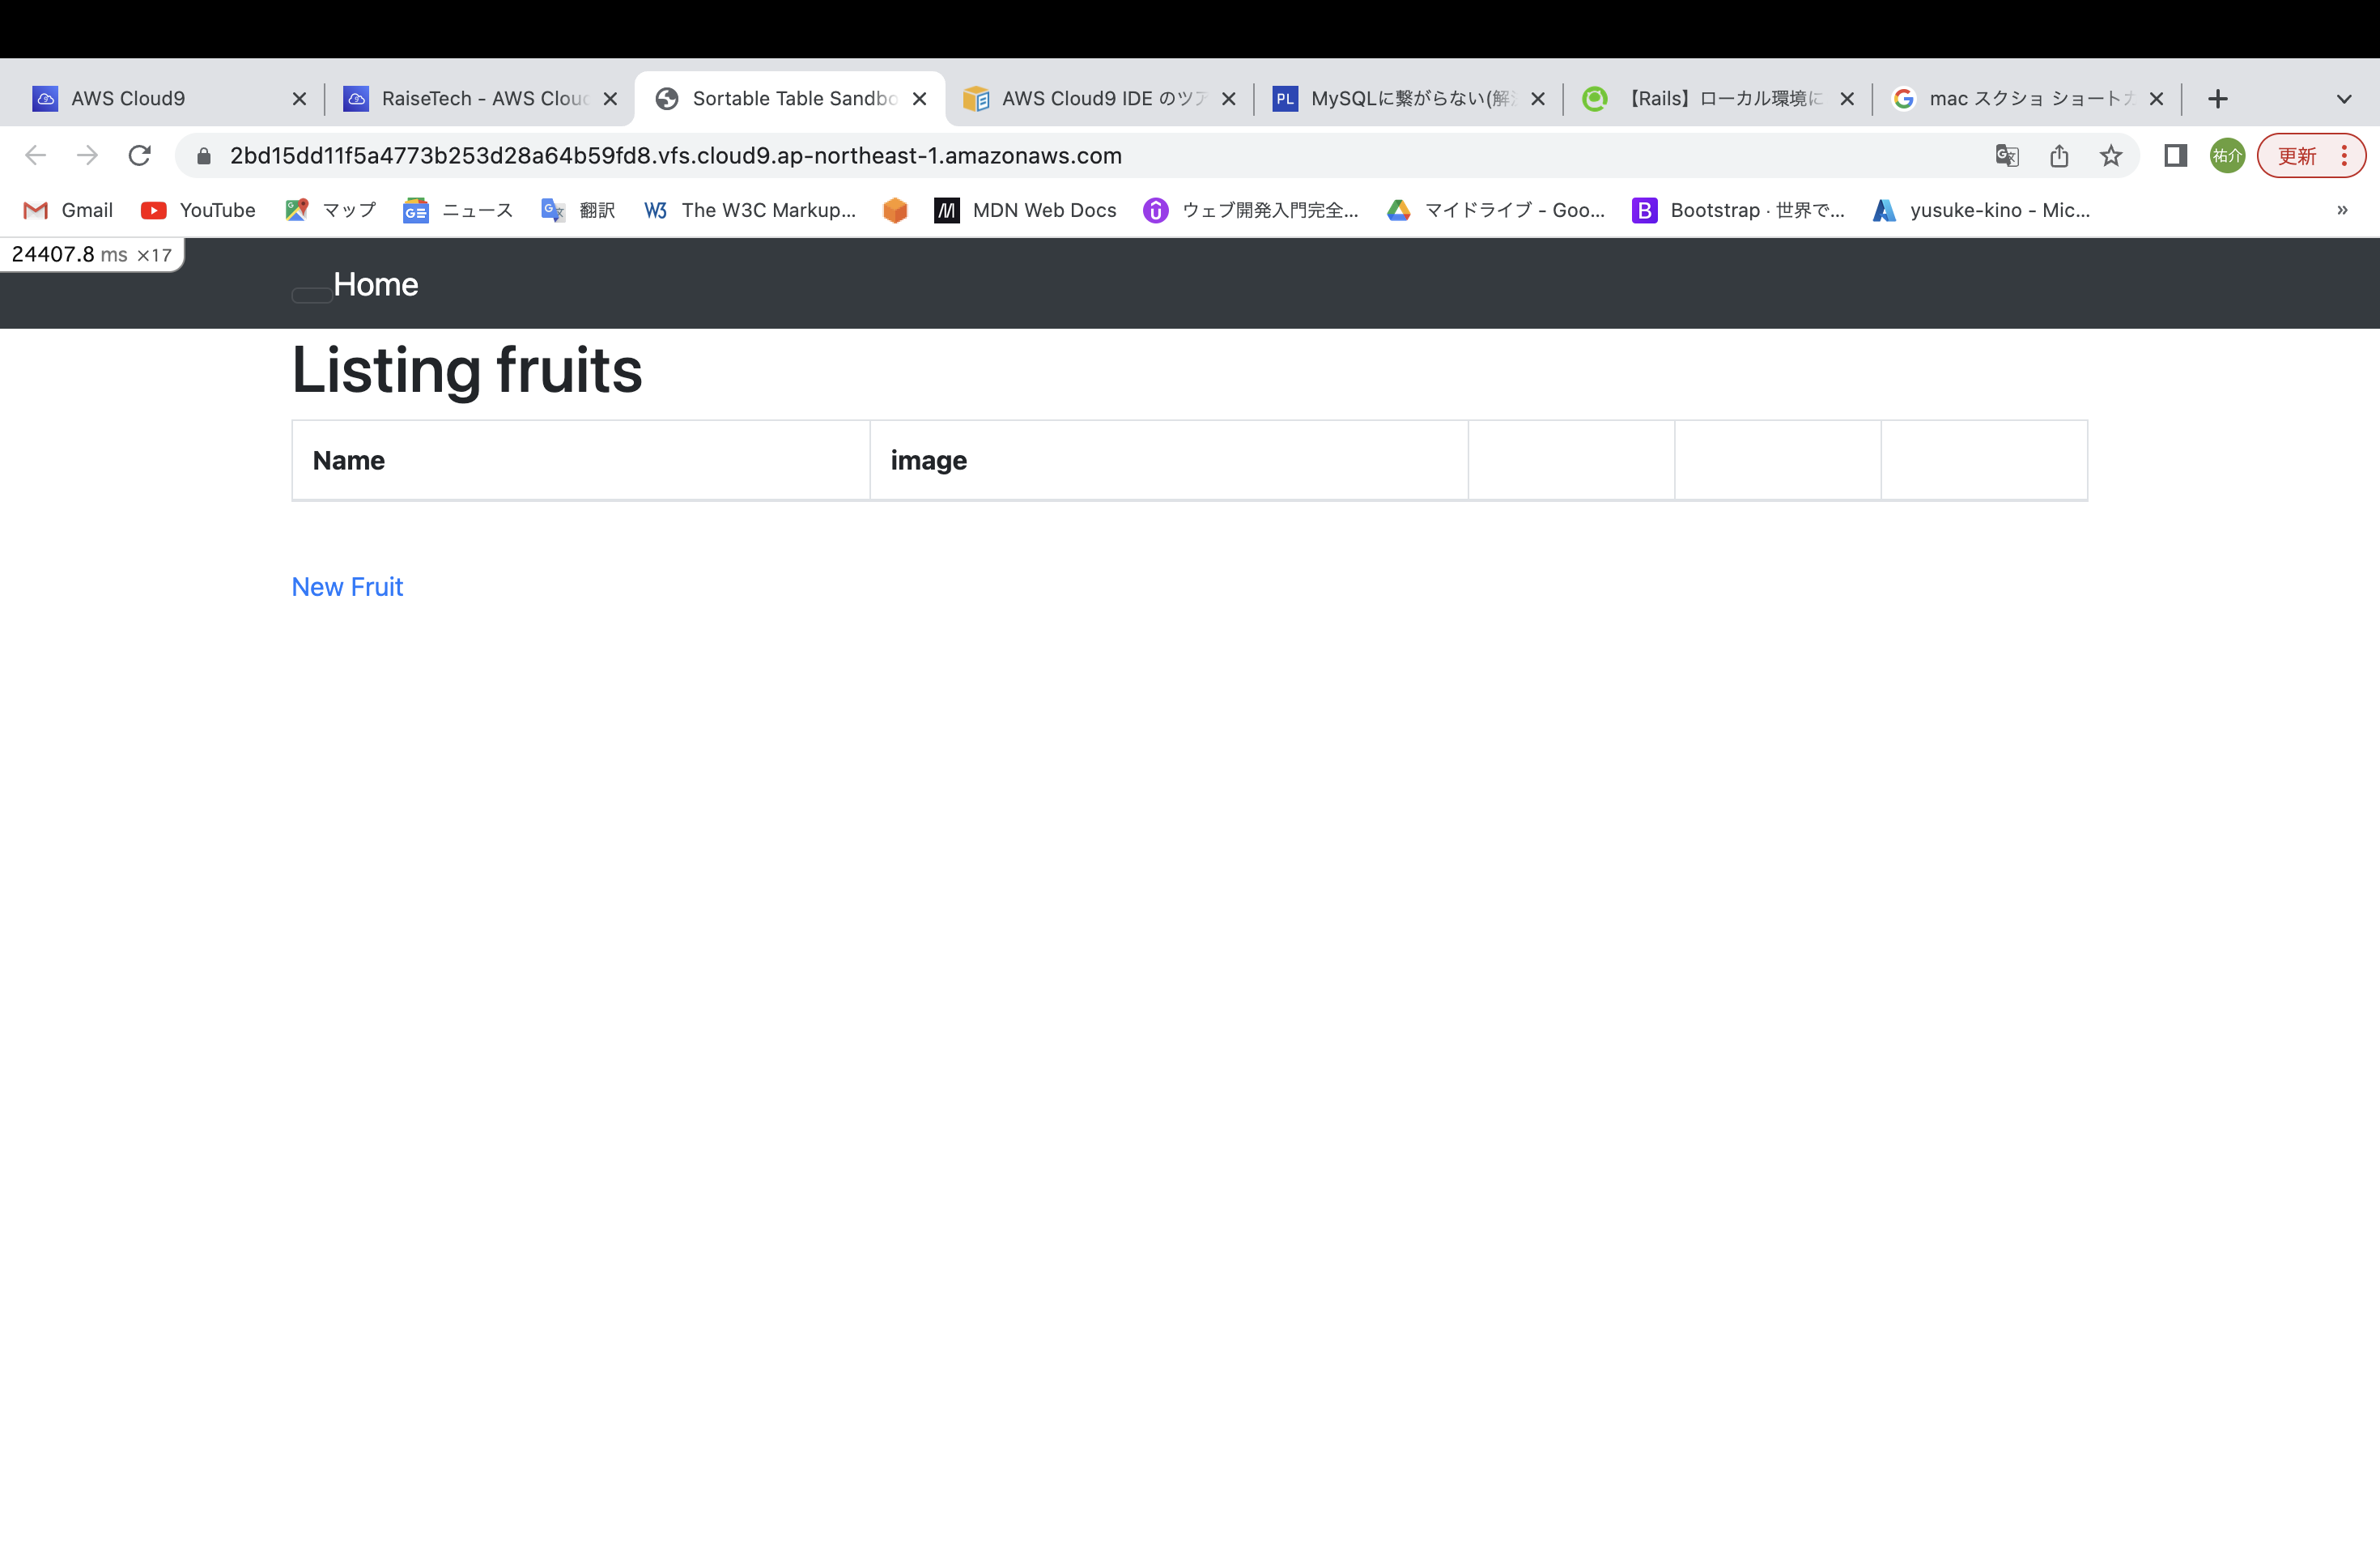 AWS Cloud9
RaiseTech - AWS Clou
Sortable Table Sandbo
AWS Cloud9 IDE のツア
MySQLに繋がらない(解
【Rails】ローカル環境に
mac スクショ ショートカ
2bd15dd11f5a4773b253d28a64b59fd8.vfs.cloud9.ap-northeast-1.amazonaws.com
祐介
更新
Gmail
YouTube
マップ
ニュース
翻訳
The W3C Markup...
MDN Web Docs
ウェブ開発入門完全...
マイドライブ - Goo...
Bootstrap · 世界で...
yusuke-kino - Mic...
»
24407.8 ms ×17
Home
Listing fruits
Name image
New Fruit